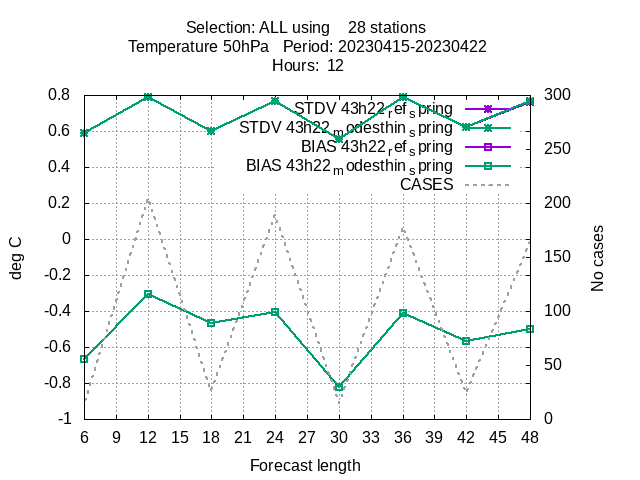 Selection: ALL using    28 stations
Temperature 50hPa   Period: 20230415-20230422
Hours:  12
STDV 43h22_ref_spring
STDV 43h22_modesthin_spring
BIAS 43h22_ref_spring
BIAS 43h22_modesthin_spring
CASES
0.8
0.6
0.4
0.2
0
-0.2
-0.4
-0.6
-0.8
-1
deg C
300
250
200
150
100
50
0
No cases
6 9 12 15 18 21 24 27 30 33 36 39 42 45 48
Forecast length